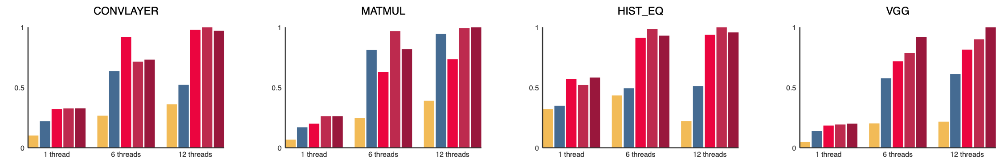 CONVLAYER
1
0.5
0
1 thread
6 threads
12 threads
MATMUL
1
0.5
0
1 thread
6 threads
12 threads
HIST_EQ
1
0.5
0
1 thread
6 threads
12 threads
VGG
1
0.5
0
1 thread
6 threads
12 threads